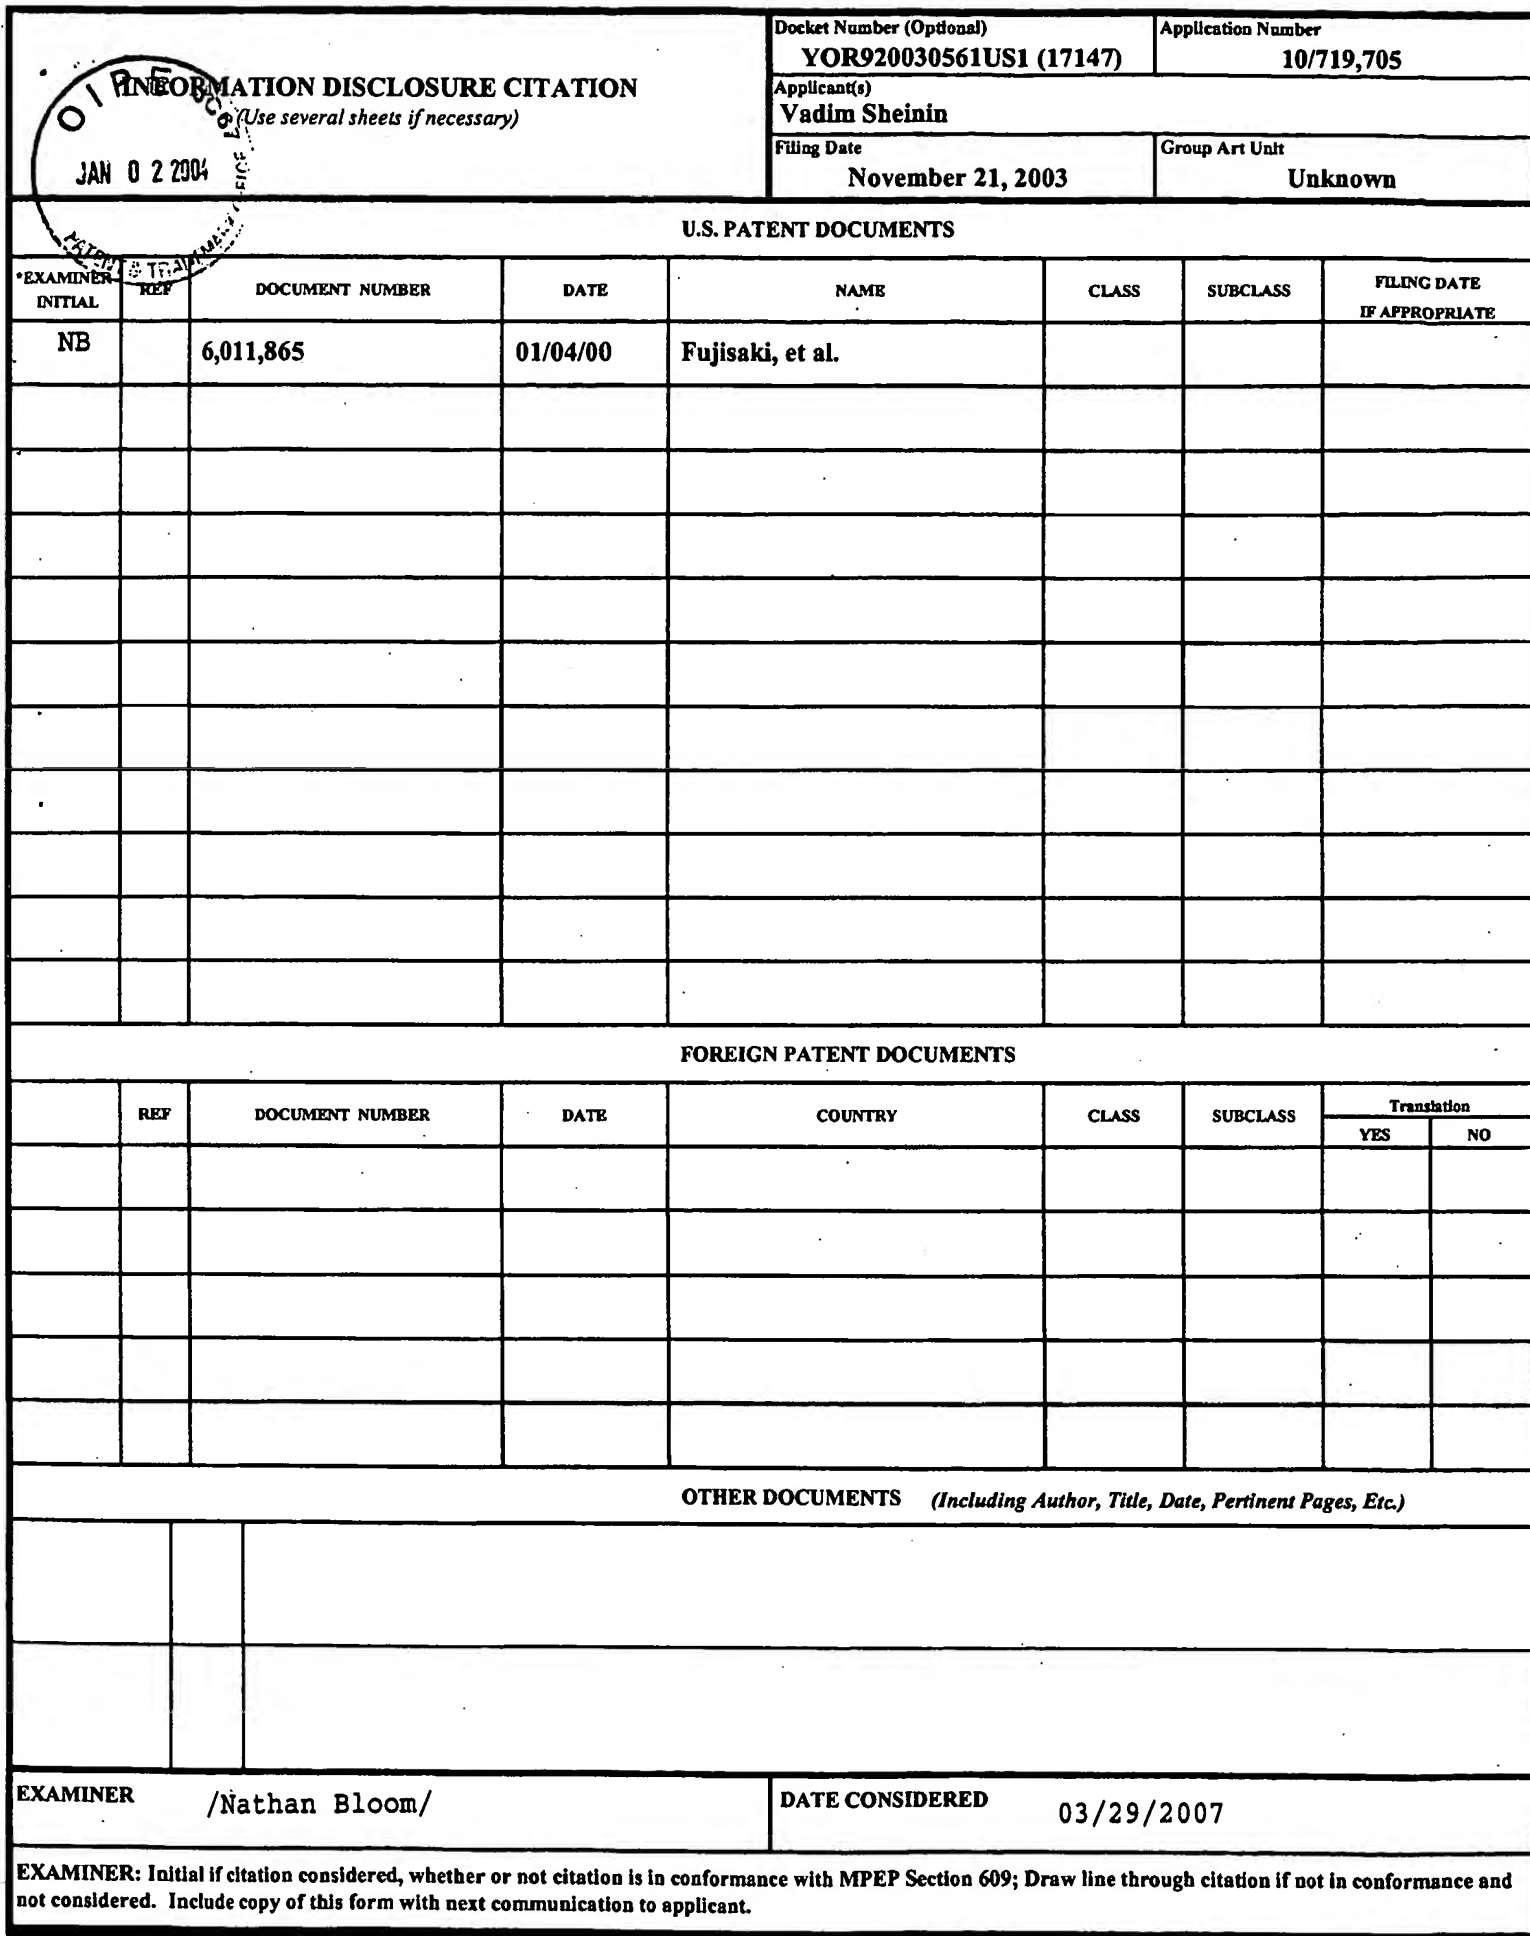 Docket Number (Optional)
YOR920030561US1 (17147)
Application Number
10/719,705
INFORMATION DISCLOSURE CITATION
(Use several sheets if necessary)
Applicant(s)
Vadim Sheinin
Filing Date
November 21, 2003
Group Art Unit
Unknown
O I P E
JAN 0 2 2004
PATENT & TRADEMARK OFFICE
U.S. PATENT DOCUMENTS
*EXAMINER INITIAL
REF
DOCUMENT NUMBER
DATE
NAME
CLASS
SUBCLASS
FILING DATE
IF APPROPRIATE
NB
6,011,865
01/04/00
Fujisaki, et al.
FOREIGN PATENT DOCUMENTS
REF
DOCUMENT NUMBER
DATE
COUNTRY
CLASS
SUBCLASS
Translation
YES
NO
OTHER DOCUMENTS (Including Author, Title, Date, Pertinent Pages, Etc.)
EXAMINER
/Nathan Bloom/
DATE CONSIDERED
03/29/2007
EXAMINER: Initial if citation considered, whether or not citation is in conformance with MPEP Section 609; Draw line through citation if not in conformance and
not considered. Include copy of this form with next communication to applicant.